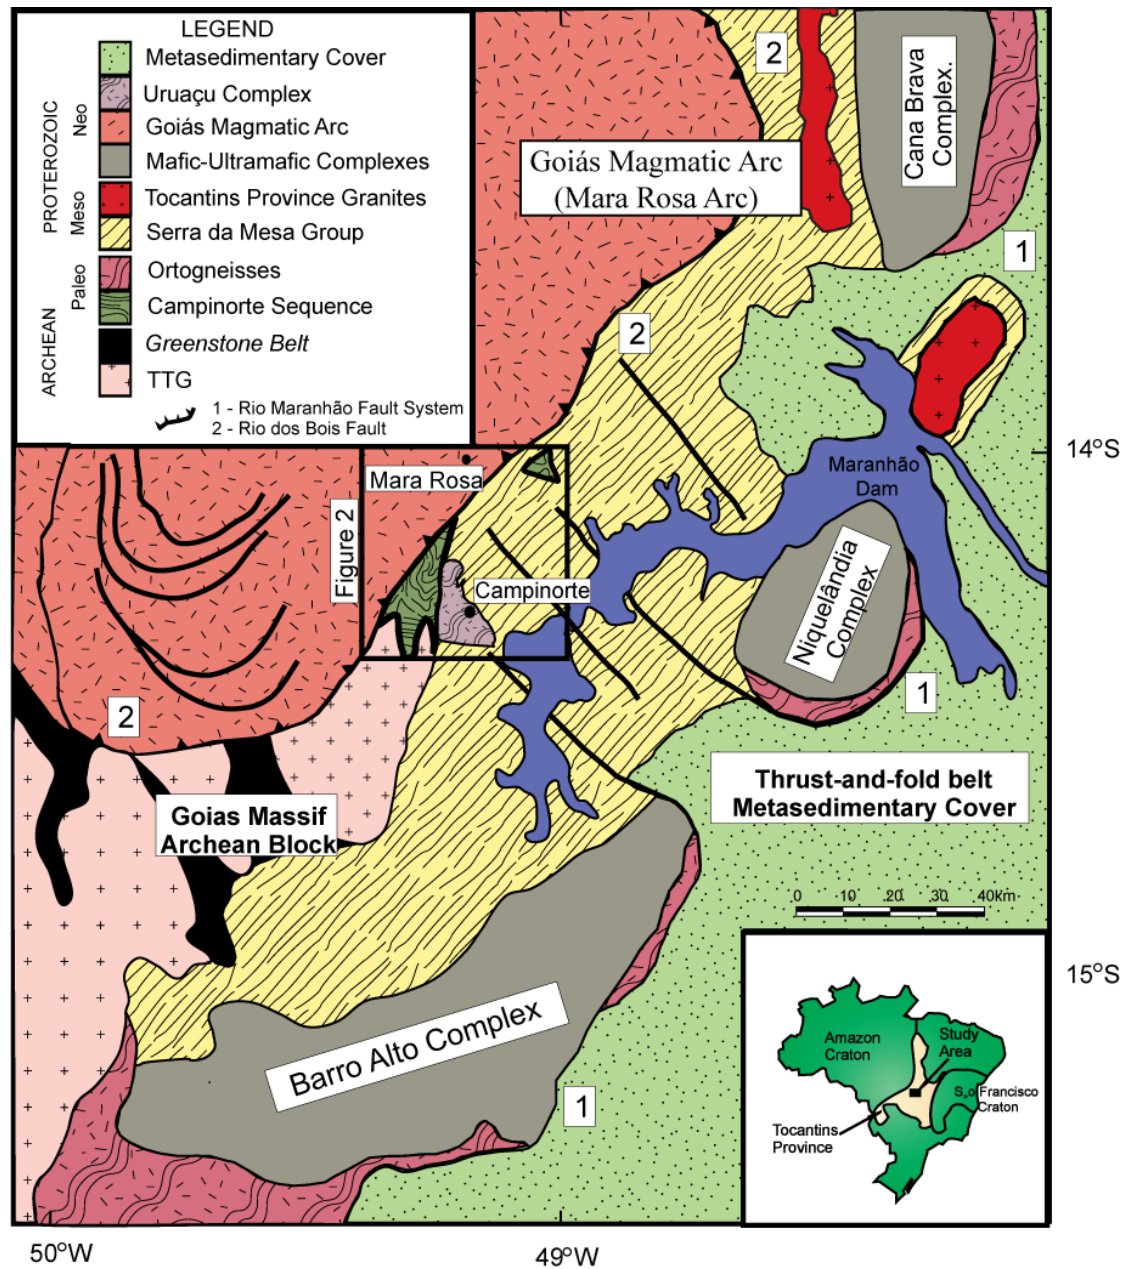 LEGEND
Metasedimentary Cover
Uruaçu Complex
Goiás Magmatic Arc
Mafic-Ultramafic Complexes
Tocantins Province Granites
Serra da Mesa Group
Ortogneisses
Campinorte Sequence
Greenstone Belt
TTG
PROTEROZOIC
Neo
Meso
Paleo
ARCHEAN
1 - Rio Maranhão Fault System
2 - Rio dos Bois Fault
2
Cana Brava
Complex.
Goiás Magmatic Arc
(Mara Rosa Arc)
1
2
14°S
Maranhão
Dam
Mara Rosa
Figure 2
Campinorte
Niquelândia
Complex
1
2
Thrust-and-fold belt
Metasedimentary Cover
Goias Massif
Archean Block
0 10 20 30 40km
15°S
Barro Alto Complex
1
Amazon
Craton
Study
Area
S o Francisco
Craton
Tocantins
Province
50°W
49°W